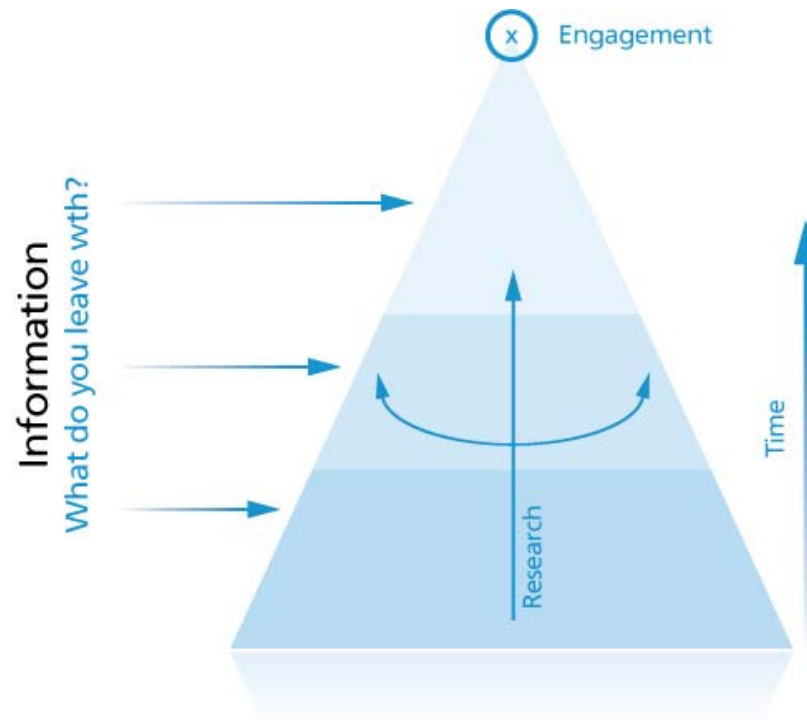 x
Engagement
Information
What do you leave wth?
Research
Time